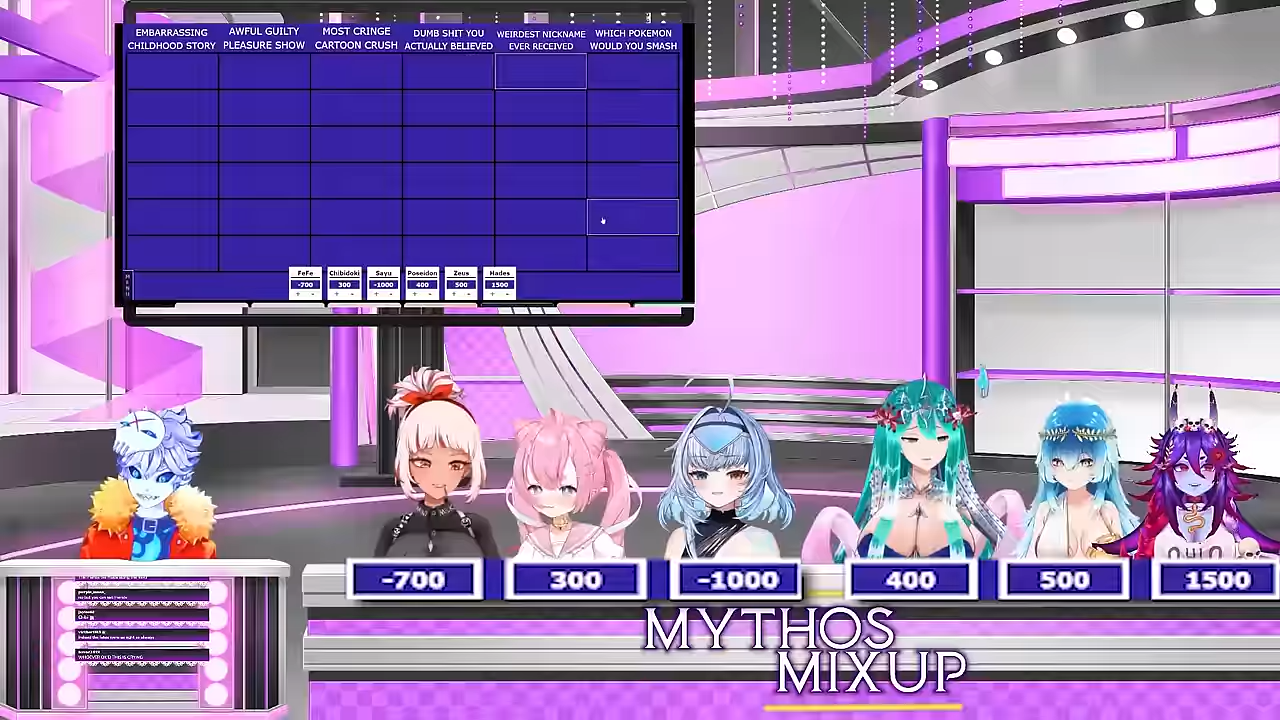 EMBARRASSING
CHILDHOOD STORY
AWFUL GUILTY
PLEASURE SHOW
MOST CRINGE
CARTOON CRUSH
DUMB SHIT YOU
ACTUALLY BELIEVED
WEIRDEST NICKNAME
EVER RECEIVED
WHICH POKEMON
WOULD YOU SMASH
MENU
FeFe Chibidoki Sayu Poseidon Zeus Hades
-700 300 -1000 400 500 1500
+ - + - + - + - + - + -
-700 300 -1000 400 500 1500
MYTHOS
MIXUP